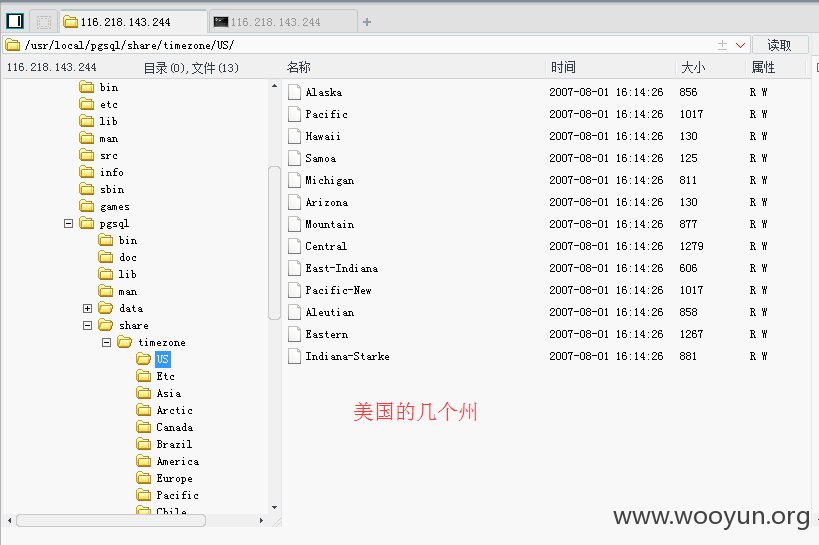 116.218.143.244 116.218.143.244 +
/usr/local/pgsql/share/timezone/US/ 读取
116.218.143.244 目录(0),文件(13) 名称 时间 大小 属性
bin
etc
lib
man
src
info
sbin
games
pgsql
bin
doc
lib
man
data
share
timezone
US
Etc
Asia
Arctic
Canada
Brazil
America
Europe
Pacific
Chile
Alaska 2007-08-01 16:14:26 856 R W
Pacific 2007-08-01 16:14:26 1017 R W
Hawaii 2007-08-01 16:14:26 130 R W
Samoa 2007-08-01 16:14:26 125 R W
Michigan 2007-08-01 16:14:26 811 R W
Arizona 2007-08-01 16:14:26 130 R W
Mountain 2007-08-01 16:14:26 877 R W
Central 2007-08-01 16:14:26 1279 R W
East-Indiana 2007-08-01 16:14:26 606 R W
Pacific-New 2007-08-01 16:14:26 1017 R W
Aleutian 2007-08-01 16:14:26 858 R W
Eastern 2007-08-01 16:14:26 1267 R W
Indiana-Starke 2007-08-01 16:14:26 881 R W
美国的几个州
www.wooyun.org